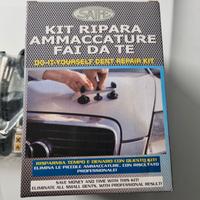 SAFE
KIT RIPARA
AMMACCATURE
FAI DA TE
DO-IT-YOURSELF DENT REPAIR KIT
RISPARMIA TEMPO E DENARO CON QUESTO KIT!
ELIMINA LE PICCOLE AMMACCATURE, CON RISULTATO
PROFESSIONALE!
SAVE MONEY AND TIME WITH THIS KIT!
ELIMINATE ALL SMALL DENTS, WITH PROFESSIONAL RESULT!